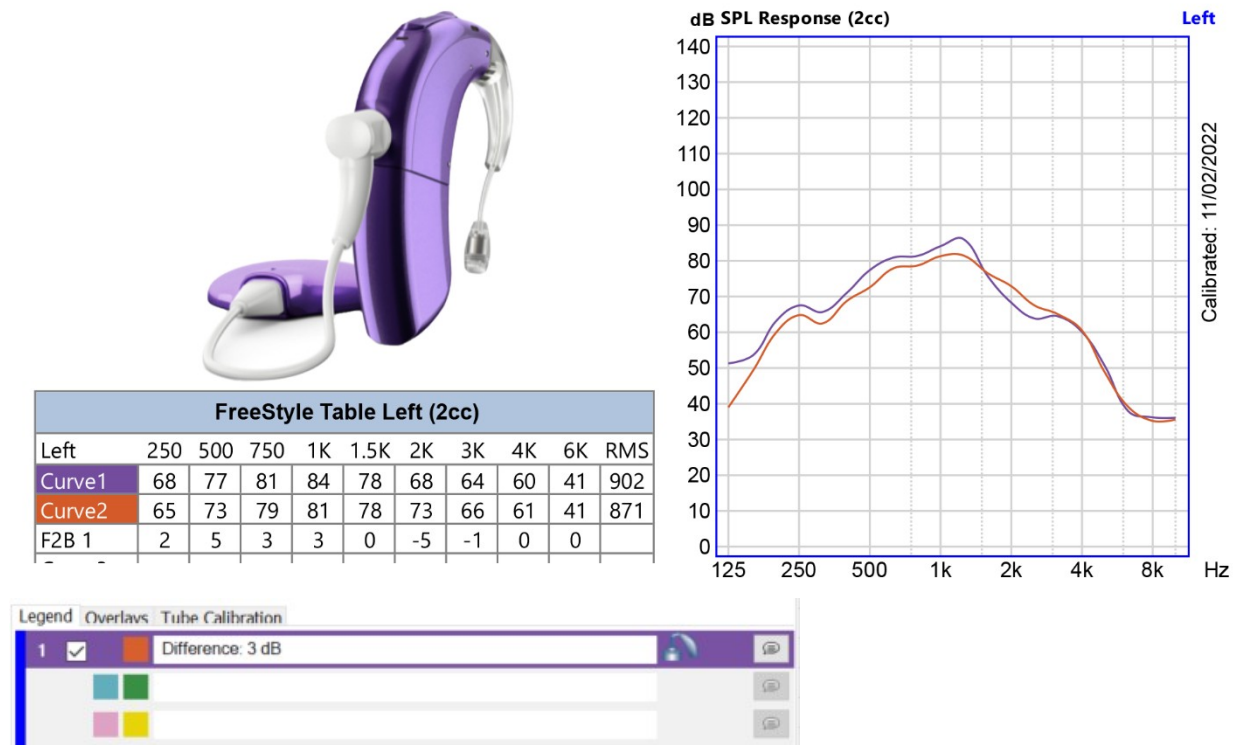 dB SPL Response (2cc) Left
140
130
120
110
100
90
80
70
60
50
40
30
20
10
0
125 250 500 1k 2k 4k 8k Hz
Calibrated: 11/02/2022
FreeStyle Table Left (2cc)
Left 250 500 750 1K 1.5K 2K 3K 4K 6K RMS
Curve1 68 77 81 84 78 68 64 60 41 902
Curve2 65 73 79 81 78 73 66 61 41 871
F2B 1 2 5 3 3 0 -5 -1 0 0
Legend Overlays Tube Calibration
1 Difference: 3 dB